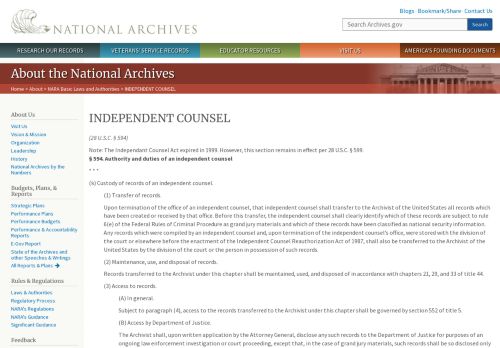 NATIONAL ARCHIVES
Blogs · Bookmark/Share · Contact Us
Search Archives.gov
Search
RESEARCH OUR RECORDS
VETERANS' SERVICE RECORDS
EDUCATOR RESOURCES
VISIT US
AMERICA'S FOUNDING DOCUMENTS
About the National Archives
Home > About > NARA Basic Laws and Authorities > INDEPENDENT COUNSEL
About Us
Visit Us
Vision & Mission
Organization
Leadership
History
National Archives by the
Numbers
Budgets, Plans, &
Reports
Strategic Plans
Performance Plans
Performance Budgets
Performance & Accountability
Reports
E-Gov Report
State of the Archives and
other Speeches & Writings
All Reports & Plans →
Rules & Regulations
Laws & Authorities
Regulatory Process
NARA's Regulations
NARA's Guidance
Significant Guidance
Feedback
INDEPENDENT COUNSEL
(28 U.S.C. § 594)
Note: The Independant Counsel Act expired in 1999. However, this section remains in effect per 28 U.S.C. § 599.
§ 594. Authority and duties of an independent counsel
* * *
(k) Custody of records of an independent counsel.
(1) Transfer of records.
Upon termination of the office of an independent counsel, that independent counsel shall transfer to the Archivist of the United States all records which
have been created or received by that office. Before this transfer, the independent counsel shall clearly identify which of these records are subject to rule
6(e) of the Federal Rules of Criminal Procedure as grand jury materials and which of these records have been classified as national security information.
Any records which were compiled by an independent counsel and, upon termination of the independent counsel's office, were stored with the division of
the court or elsewhere before the enactment of the Independent Counsel Reauthorization Act of 1987, shall also be transferred to the Archivist of the
United States by the division of the court or the person in possession of such records.
(2) Maintenance, use, and disposal of records.
Records transferred to the Archivist under this chapter shall be maintained, used, and disposed of in accordance with chapters 21, 29, and 33 of title 44.
(3) Access to records.
(A) In general.
Subject to paragraph (4), access to the records transferred to the Archivist under this chapter shall be governed by section 552 of title 5.
(B) Access by Department of Justice.
The Archivist shall, upon written application by the Attorney General, disclose any such records to the Department of Justice for purposes of an
ongoing law enforcement investigation or court proceeding, except that, in the case of grand jury materials, such records shall be so disclosed only